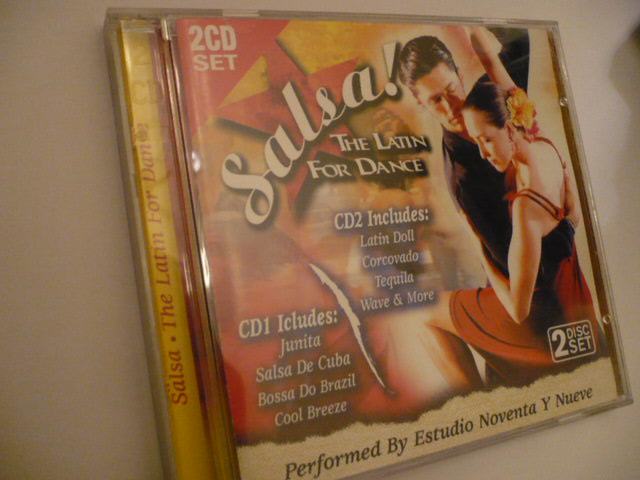 2CD
SET
Salsa!
THE LATIN
FOR DANCE
CD2 Includes:
Latin Doll
Corcovado
Tequila
Wave & More
CD1 Icludes:
Junita
Salsa De Cuba
Bossa Do Brazil
Cool Breeze
2 DISC
SET
Performed By Estudio Noventa Y Nueve
Salsa • The Latin For Dance